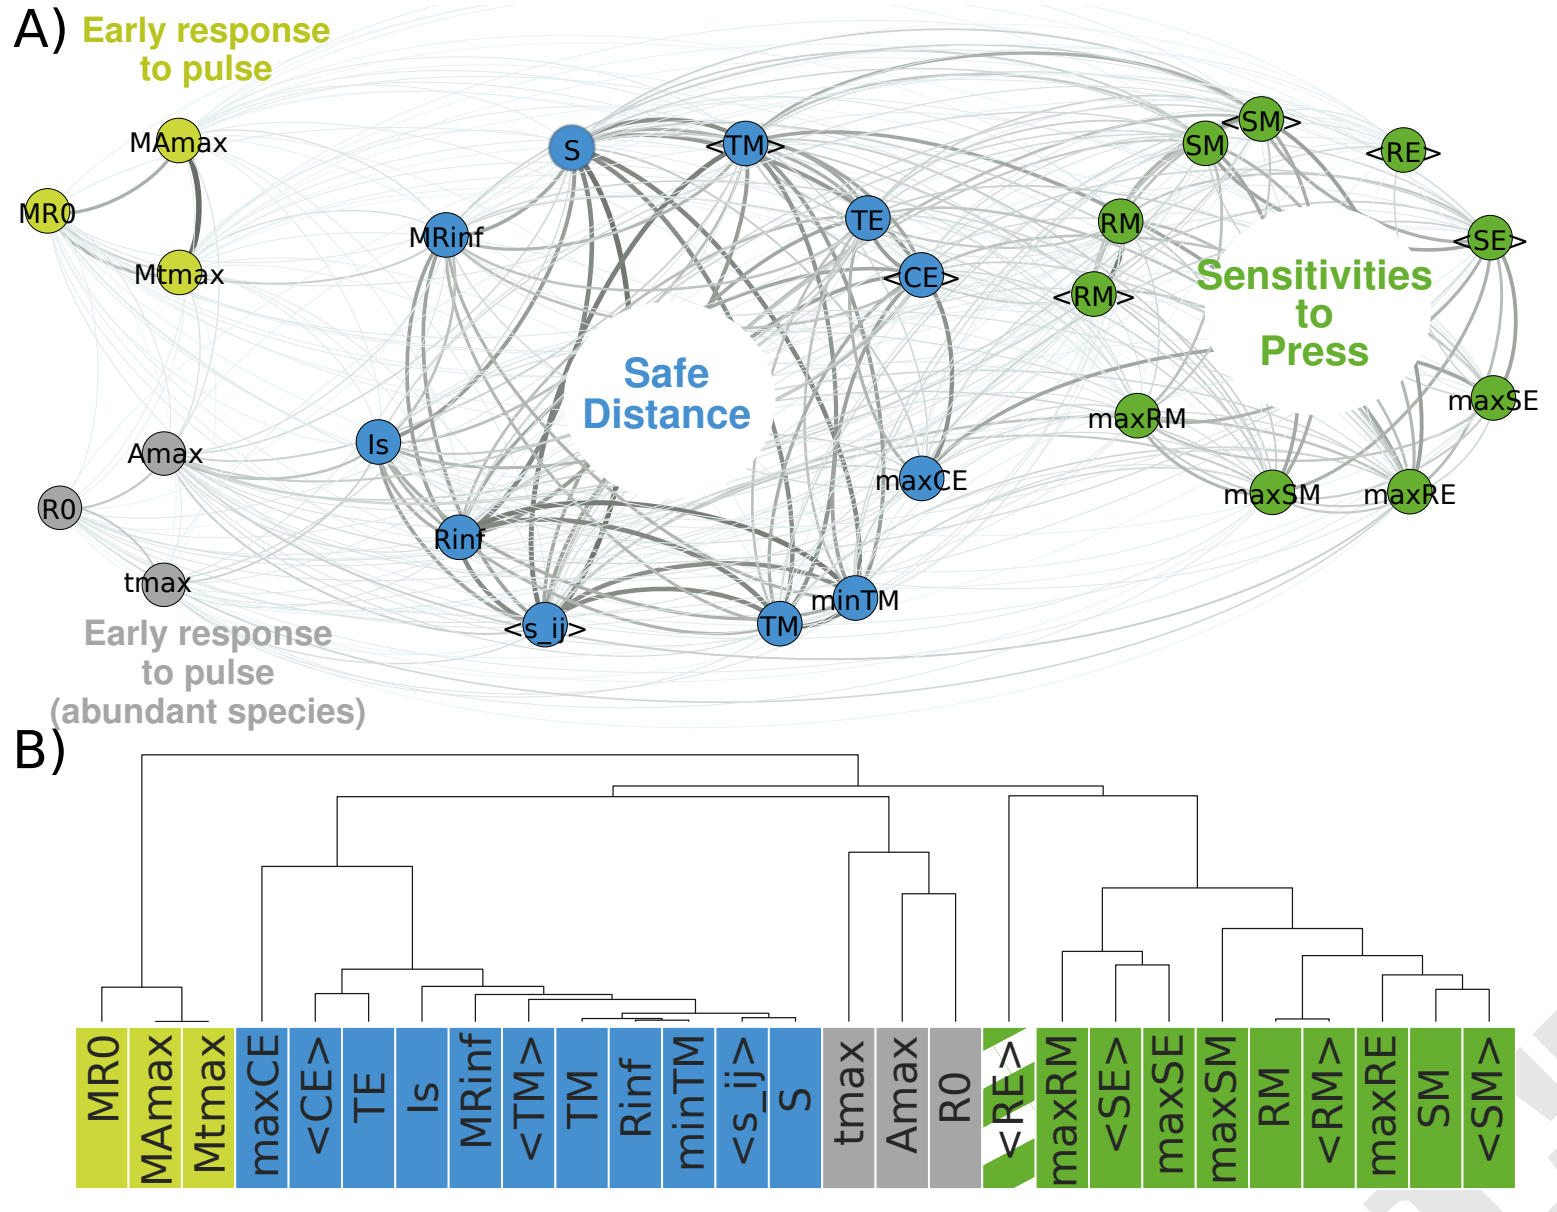 A)
Early response
to pulse
MAmax
MR0
Mtmax
S
<TM>
MRinf
TE
<CE>
SM
<SM>
<RE>
RM
<RM>
<SE>
Sensitivities
to
Press
Safe
Distance
Amax
R0
tmax
Is
Rinf
<s_ij>
TM
minTM
maxCE
maxRM
maxSM
maxRE
maxSE
Early response
to pulse
(abundant species)
B)
MR0
MAmax
Mtmax
maxCE
<CE>
TE
Is
MRinf
<TM>
TM
Rinf
minTM
<s_ij>
S
tmax
Amax
R0
<RE>
maxRM
<SE>
maxSE
maxSM
RM
<RM>
maxRE
SM
<SM>